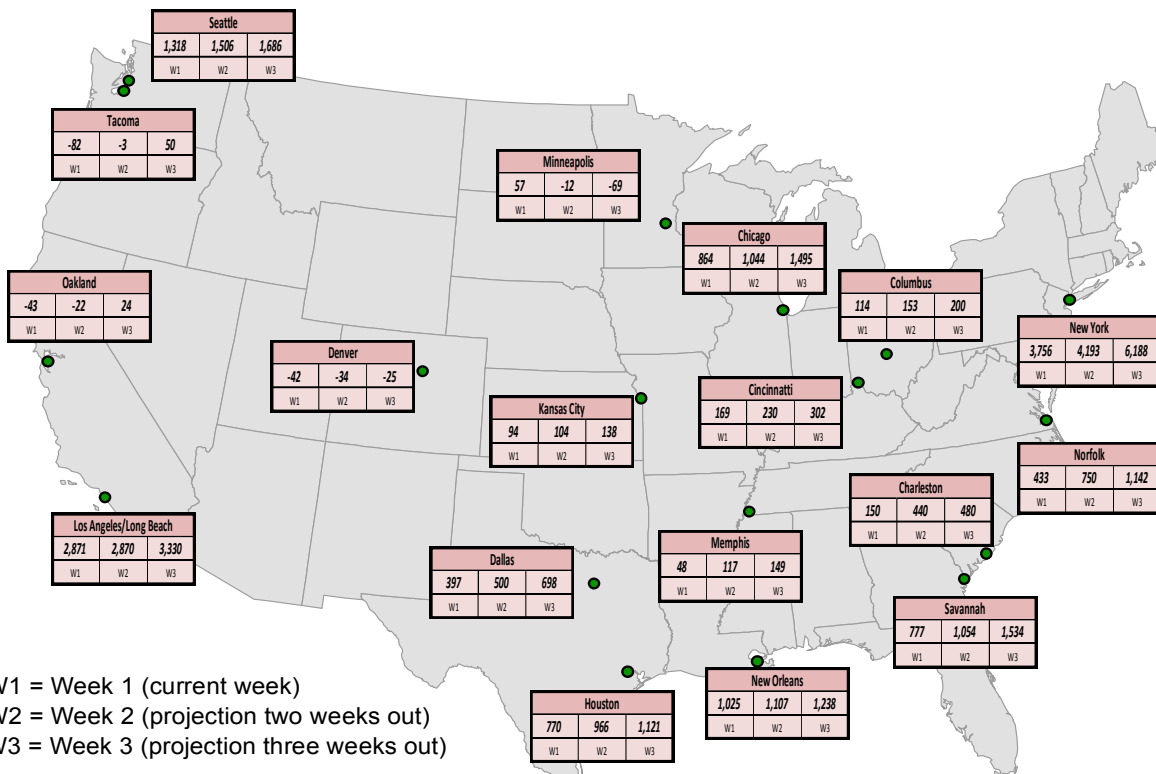 Seattle
1,318 1,506 1,686
W1 W2 W3
Tacoma
-82 -3 50
W1 W2 W3
Minneapolis
57 -12 -69
W1 W2 W3
Chicago
864 1,044 1,495
W1 W2 W3
Oakland
-43 -22 24
W1 W2 W3
Columbus
114 153 200
W1 W2 W3
New York
3,756 4,193 6,188
W1 W2 W3
Denver
-42 -34 -25
W1 W2 W3
Cincinnatti
169 230 302
W1 W2 W3
Kansas City
94 104 138
W1 W2 W3
Norfolk
433 750 1,142
W1 W2 W3
Charleston
150 440 480
W1 W2 W3
Los Angeles/Long Beach
2,871 2,870 3,330
W1 W2 W3
Memphis
48 117 149
W1 W2 W3
Dallas
397 500 698
W1 W2 W3
Savannah
777 1,054 1,534
W1 W2 W3
New Orleans
1,025 1,107 1,238
W1 W2 W3
Houston
770 966 1,121
W1 W2 W3
W1 = Week 1 (current week)
W2 = Week 2 (projection two weeks out)
W3 = Week 3 (projection three weeks out)